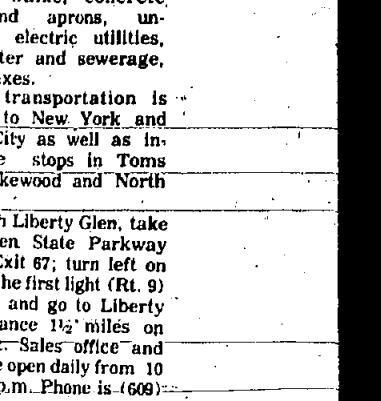 nd aprons, un-
electric utilities,
ter and sewerage,
xes.
transportation is
to New York and
City as well as in-
e stops in Toms
kewood and North
h Liberty Glen, take
en State Parkway
Exit 67; turn left on
he first light (Rt. 9)
and go to Liberty
ance 1½ miles on
t. Sales office and
e open daily from 10
p.m. Phone is (609)